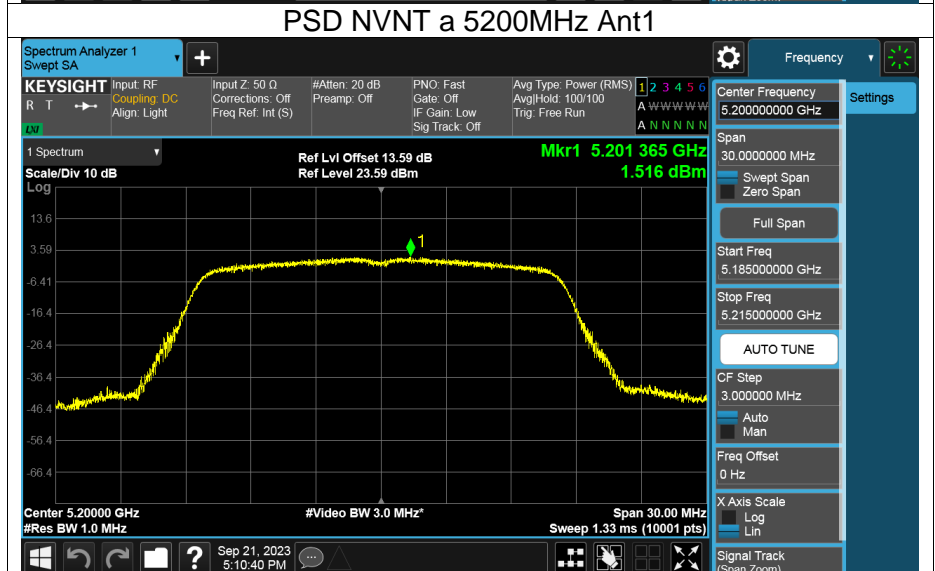 PSD NVNT a 5200MHz Ant1
Spectrum Analyzer 1
Swept SA
Frequency
KEYSIGHT
R T
LXI
Input: RF
Coupling: DC
Align: Light
Input Z: 50 Ω
Corrections: Off
Freq Ref: Int (S)
#Atten: 20 dB
Preamp: Off
PNO: Fast
Gate: Off
IF Gain: Low
Sig Track: Off
Avg Type: Power (RMS)
Avg|Hold: 100/100
Trig: Free Run
1 2 3 4 5 6
A W W W W W
A N N N N N
1 Spectrum
Scale/Div 10 dB
Ref Lvl Offset 13.59 dB
Ref Level 23.59 dBm
Mkr1 5.201 365 GHz
1.516 dBm
Log
13.6
3.59
-6.41
-16.4
-26.4
-36.4
-46.4
-56.4
-66.4
1
Center 5.20000 GHz
#Res BW 1.0 MHz
#Video BW 3.0 MHz*
Span 30.00 MHz
Sweep 1.33 ms (10001 pts)
Center Frequency
5.200000000 GHz
Settings
Span
30.0000000 MHz
Swept Span
Zero Span
Full Span
Start Freq
5.185000000 GHz
Stop Freq
5.215000000 GHz
AUTO TUNE
CF Step
3.000000 MHz
Auto
Man
Freq Offset
0 Hz
X Axis Scale
Log
Lin
Signal Track
(Span Zoom)
?
Sep 21, 2023
5:10:40 PM